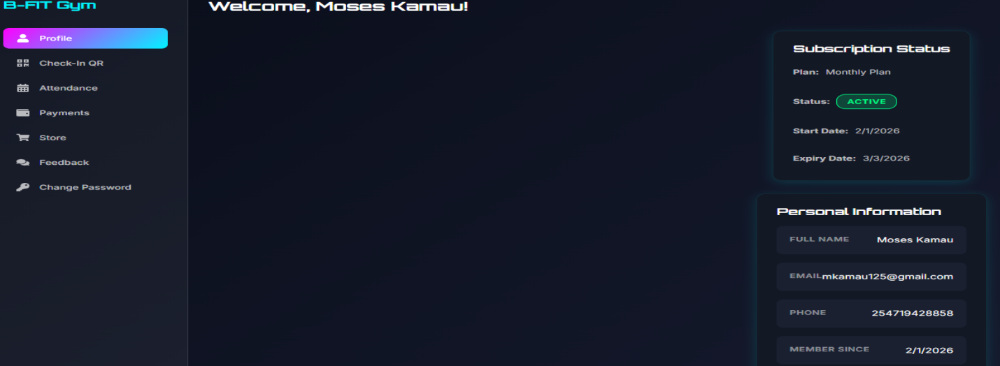 B-FIT Gym
Profile
Check-In QR
Attendance
Payments
Store
Feedback
Change Password
Welcome, Moses Kamau!
Subscription Status
Plan: Monthly Plan
Status: ACTIVE
Start Date: 2/1/2026
Expiry Date: 3/3/2026
Personal Information
FULL NAME Moses Kamau
EMAIL mkamau125@gmail.com
PHONE 254719428858
MEMBER SINCE 2/1/2026